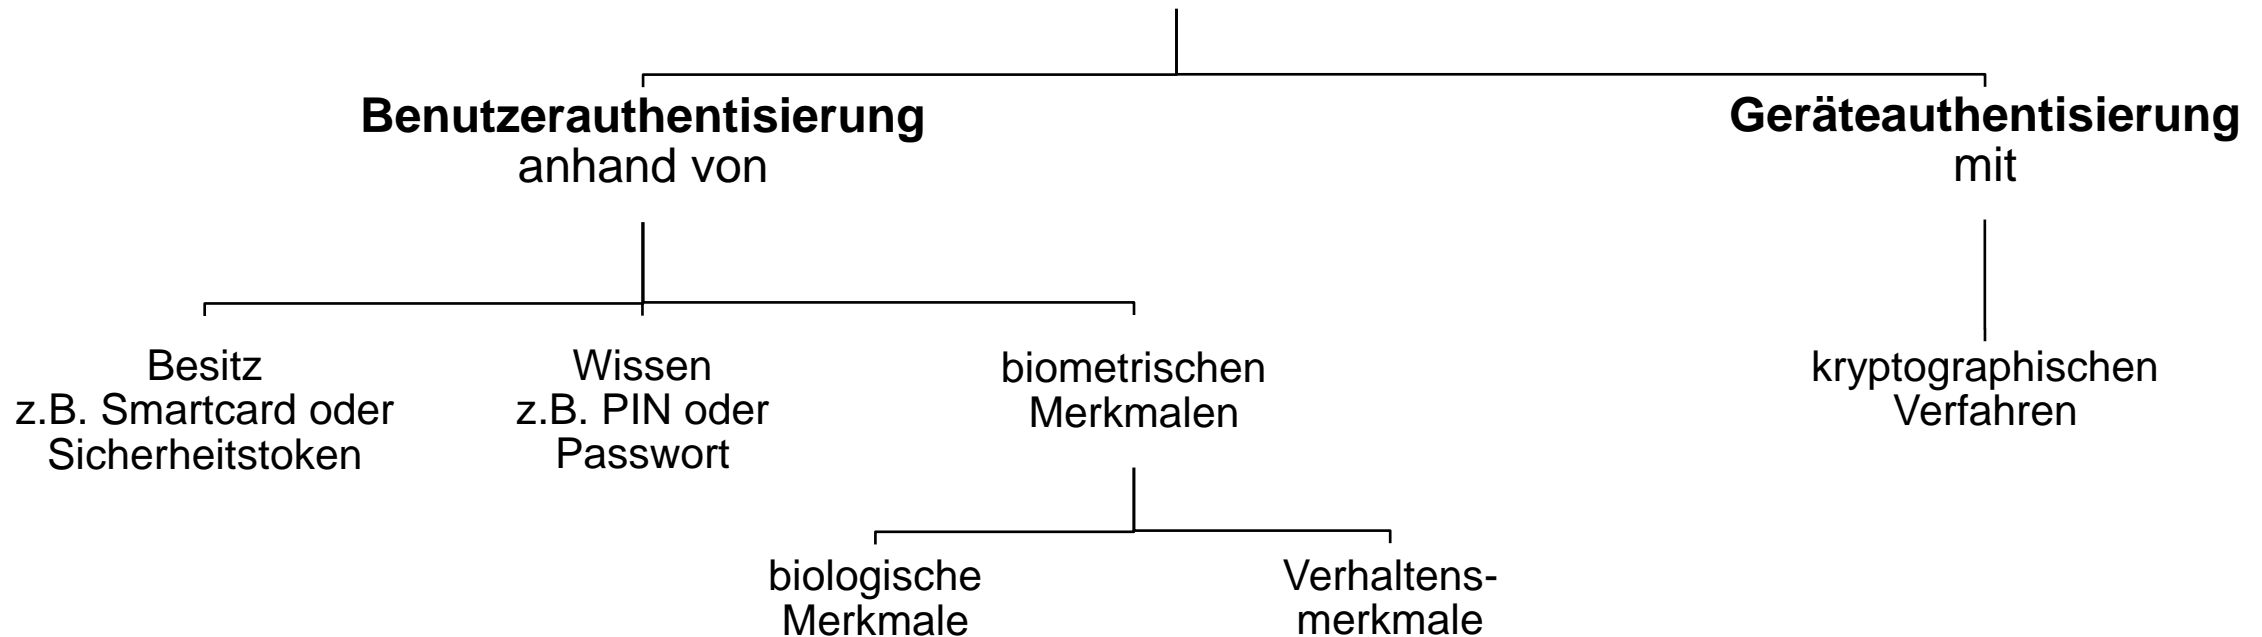 Benutzerauthentisierung
anhand von
Geräteauthentisierung
mit
Besitz
z.B. Smartcard oder
Sicherheitstoken
Wissen
z.B. PIN oder
Passwort
biometrischen
Merkmalen
kryptographischen
Verfahren
biologische
Merkmale
Verhaltens-
merkmale